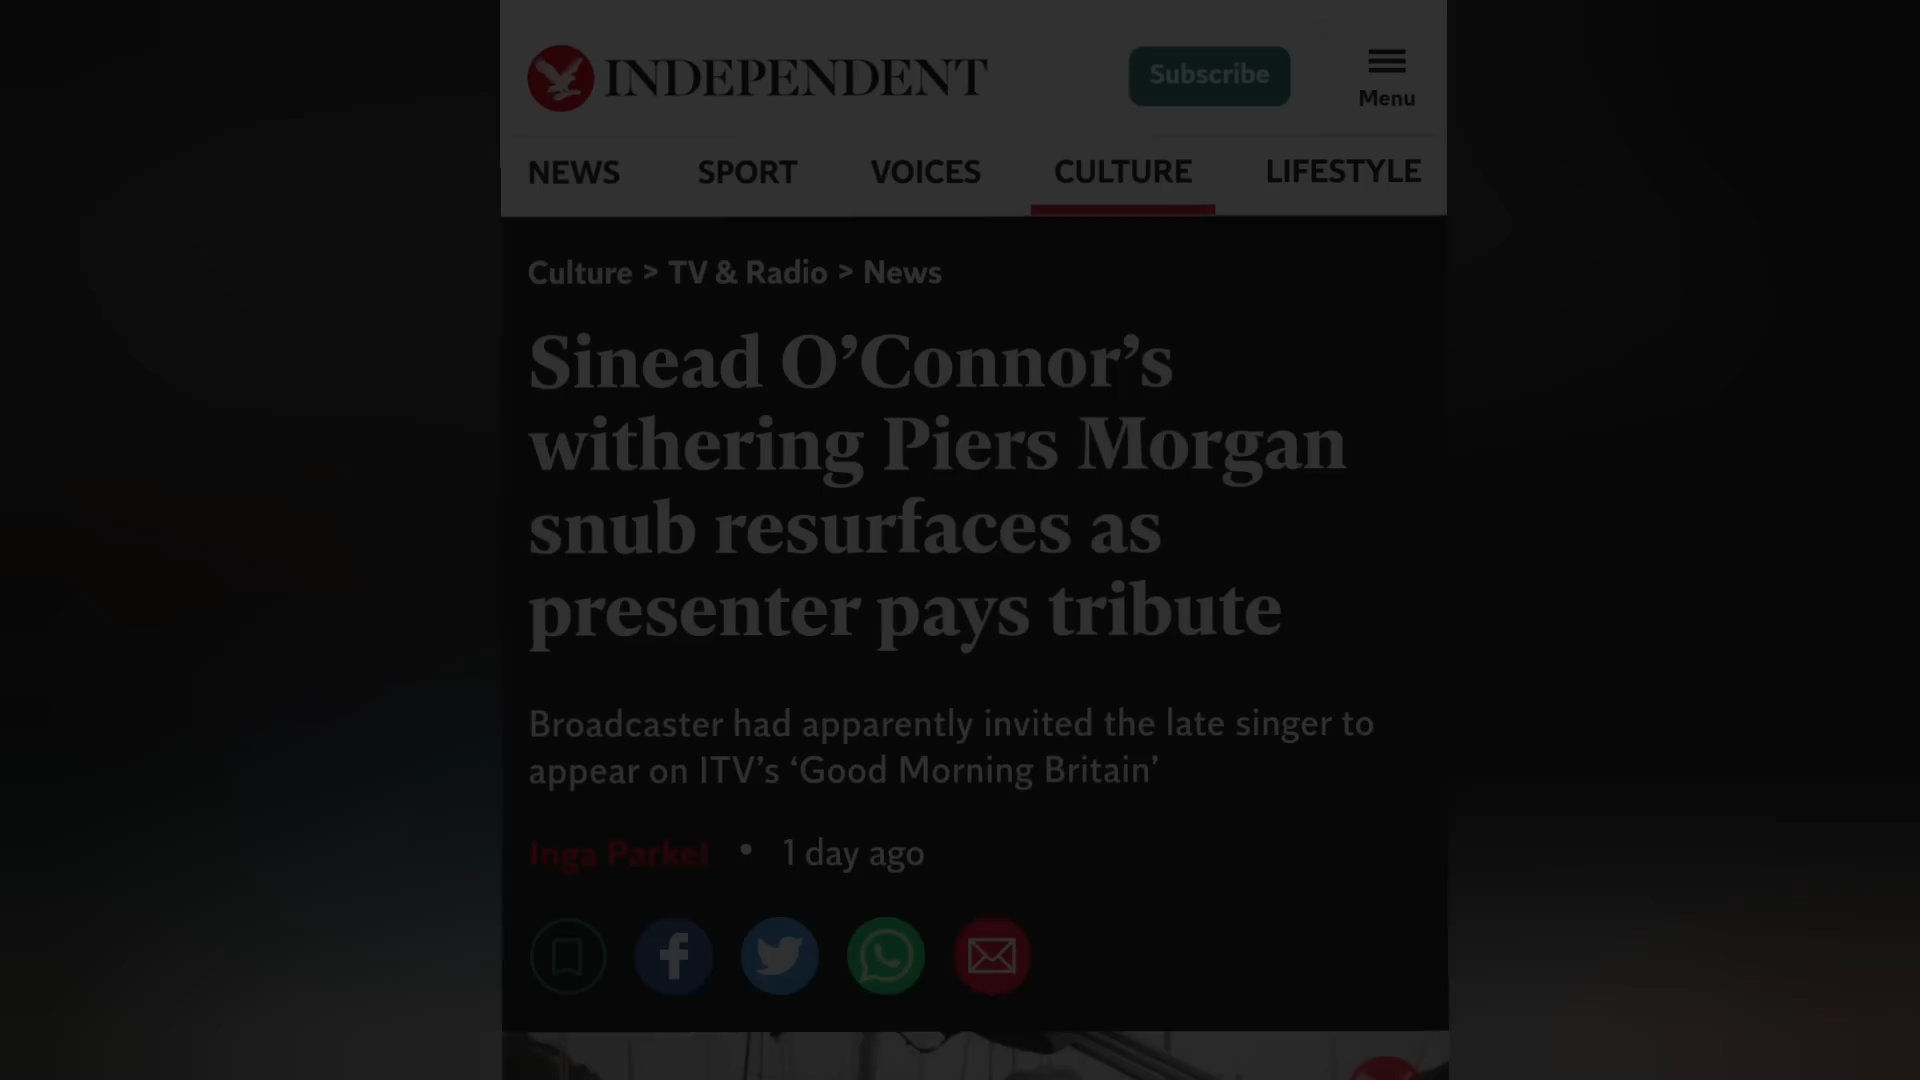 INDEPENDENT
Subscribe
Menu
NEWS SPORT VOICES CULTURE LIFESTYLE
Culture > TV & Radio > News
Sinead O’Connor’s
withering Piers Morgan
snub resurfaces as
presenter pays tribute
Broadcaster had apparently invited the late singer to
appear on ITV’s ‘Good Morning Britain’
Inga Parkel • 1 day ago